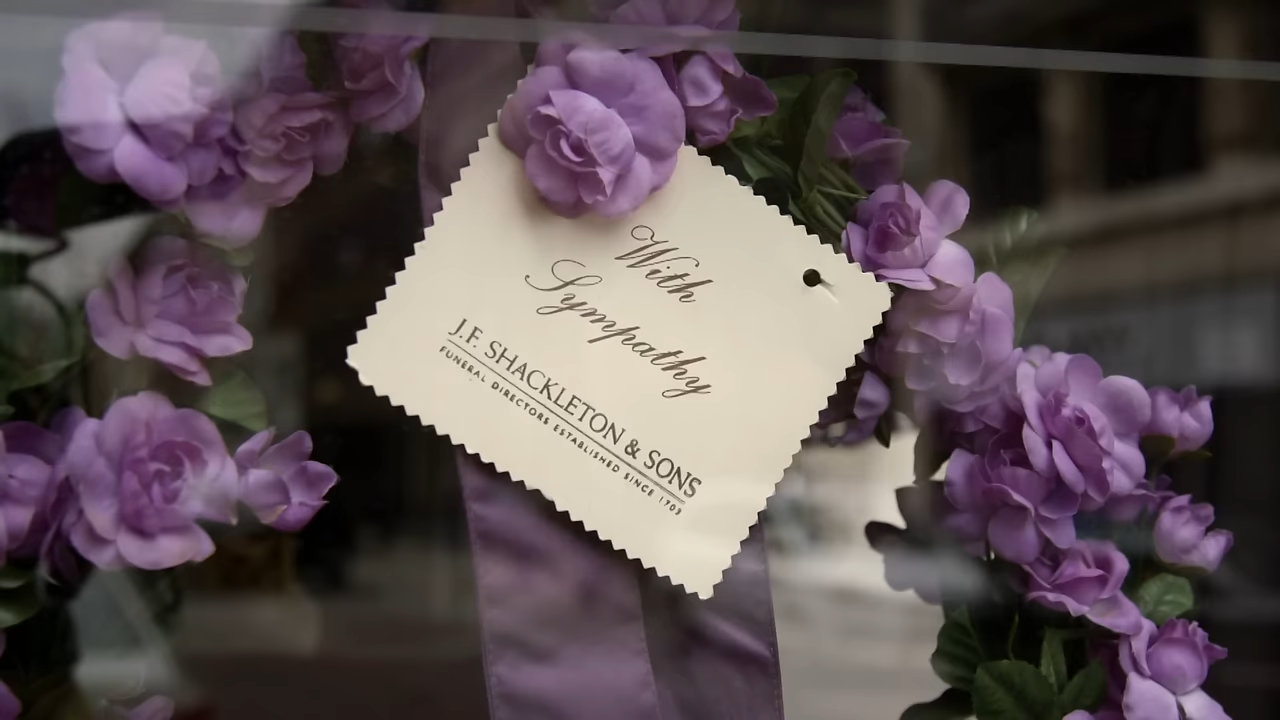 With
Sympathy
J.F. SHACKLETON & SONS
FUNERAL DIRECTORS ESTABLISHED SINCE 1703